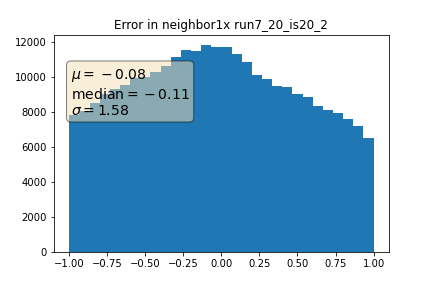 Error in neighbor1x run7_20_is20_2
12000
10000
8000
6000
4000
2000
0
μ = −0.08
median = −0.11
σ = 1.58
−1.00 −0.75 −0.50 −0.25 0.00 0.25 0.50 0.75 1.00